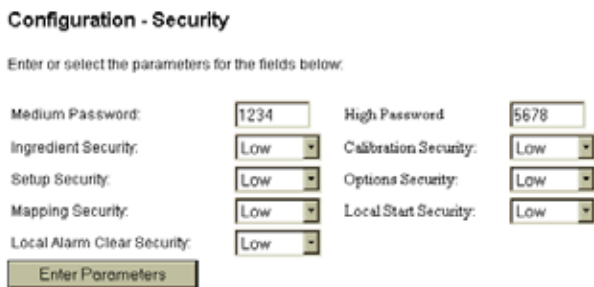 Configuration - Security
Enter or select the parameters for the fields below:
Medium Password: 1234 High Password 5678
Ingredient Security: Low Calibration Security: Low
Setup Security: Low Options Security: Low
Mapping Security: Low Local Start Security: Low
Local Alarm Clear Security: Low
Enter Parameters